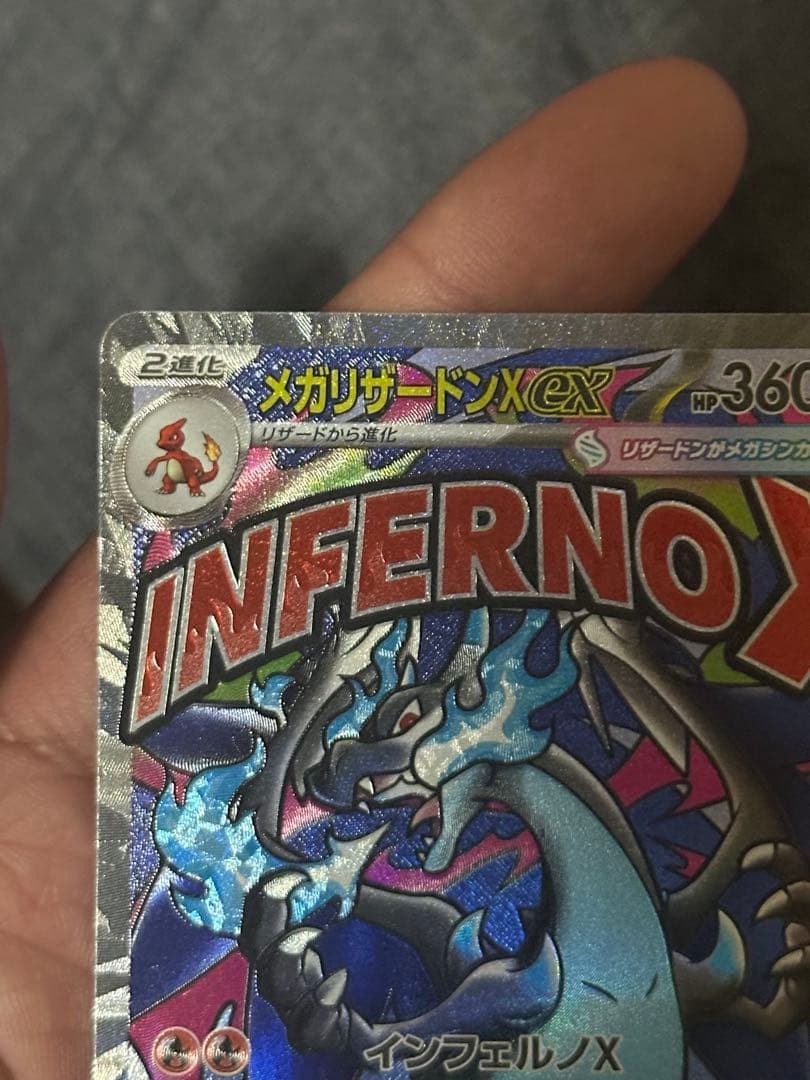 2進化
メガリザードンXex HP360
リザードから進化
リザードンがメガシンカ
INFERNO X
インフェルノX